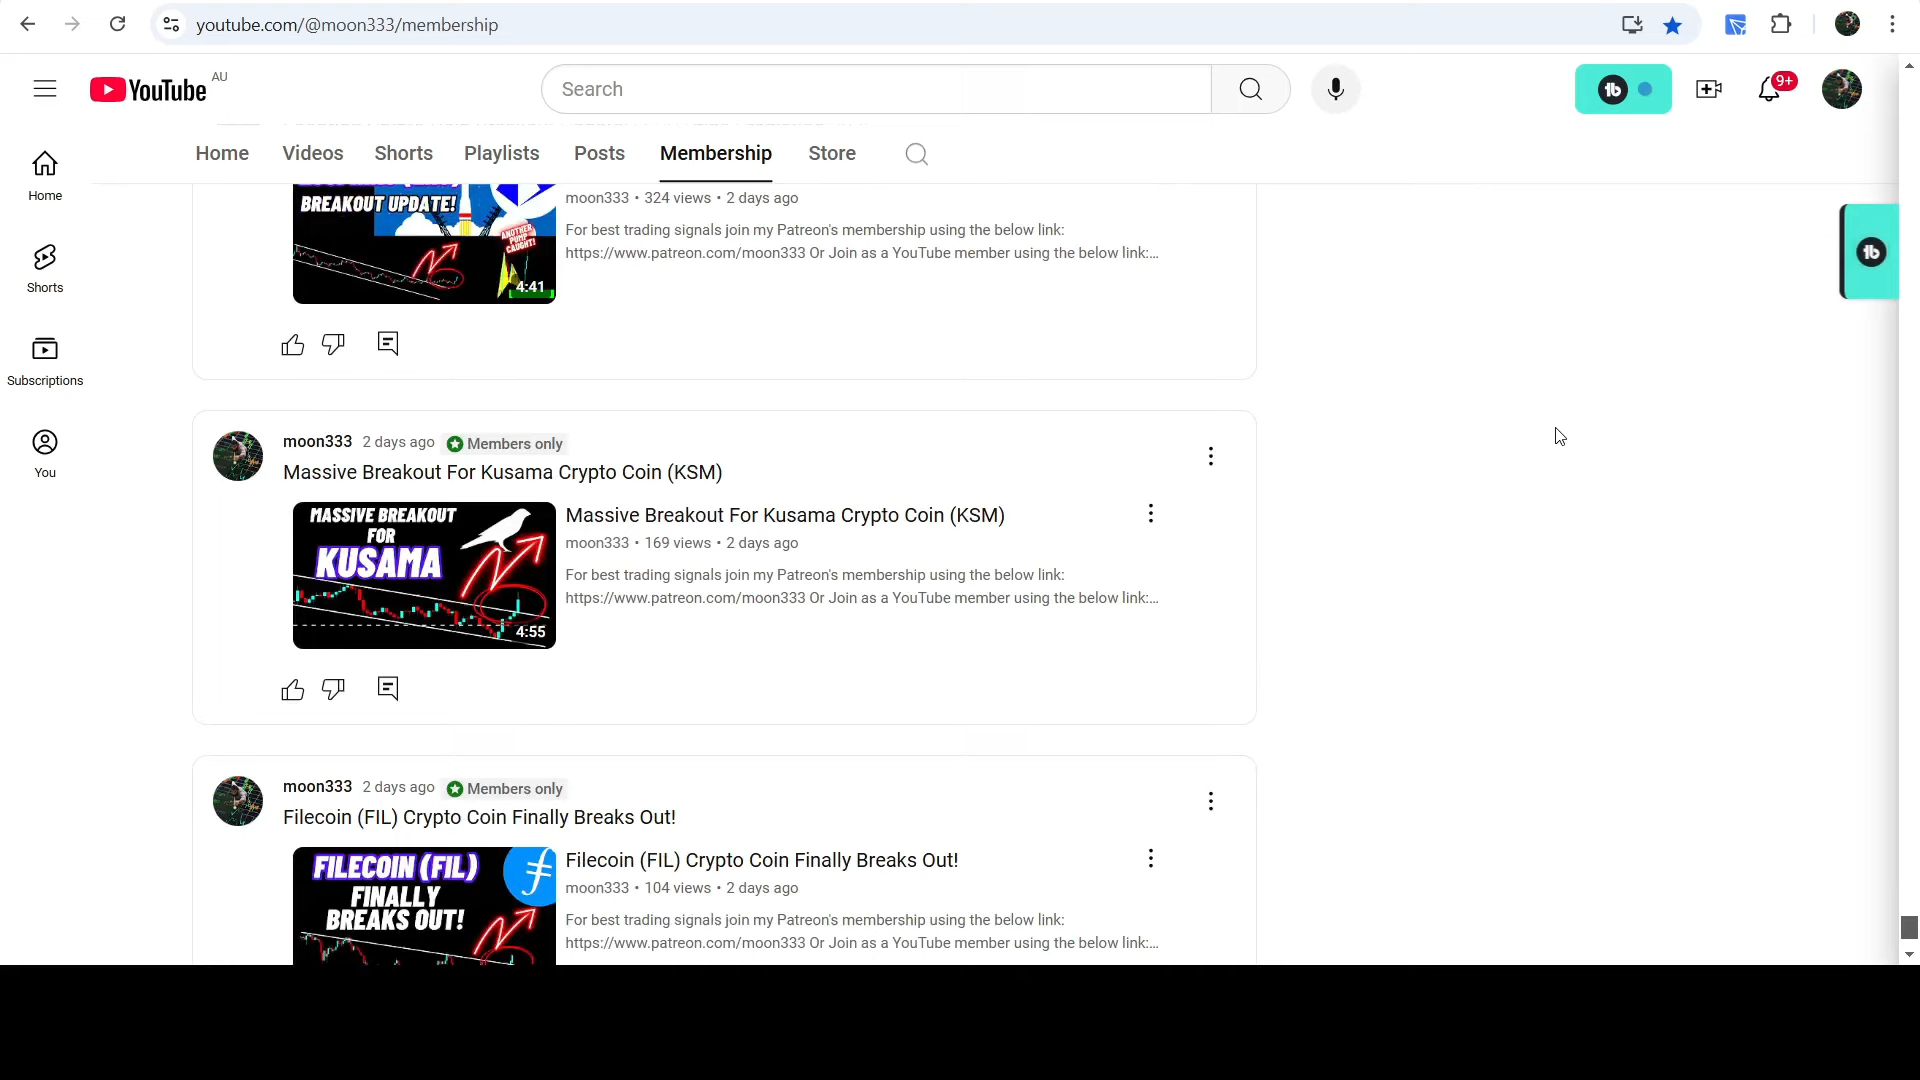 youtube.com/@moon333/membership
YouTube AU
Search
9+
Home
Videos
Shorts
Playlists
Posts
Membership
Store
Home
Shorts
Subscriptions
You
BREAKOUT UPDATE!
ANOTHER
PUMP
CAUGHT!
4:41
moon333 • 324 views • 2 days ago
For best trading signals join my Patreon's membership using the below link:
https://www.patreon.com/moon333 Or Join as a YouTube member using the below link:...
moon333 2 days ago Members only
Massive Breakout For Kusama Crypto Coin (KSM)
MASSIVE BREAKOUT
FOR
KUSAMA
4:55
Massive Breakout For Kusama Crypto Coin (KSM)
moon333 • 169 views • 2 days ago
For best trading signals join my Patreon's membership using the below link:
https://www.patreon.com/moon333 Or Join as a YouTube member using the below link:...
moon333 2 days ago Members only
Filecoin (FIL) Crypto Coin Finally Breaks Out!
FILECOIN (FIL)
FINALLY
BREAKS OUT!
Filecoin (FIL) Crypto Coin Finally Breaks Out!
moon333 • 104 views • 2 days ago
For best trading signals join my Patreon's membership using the below link:
https://www.patreon.com/moon333 Or Join as a YouTube member using the below link:...